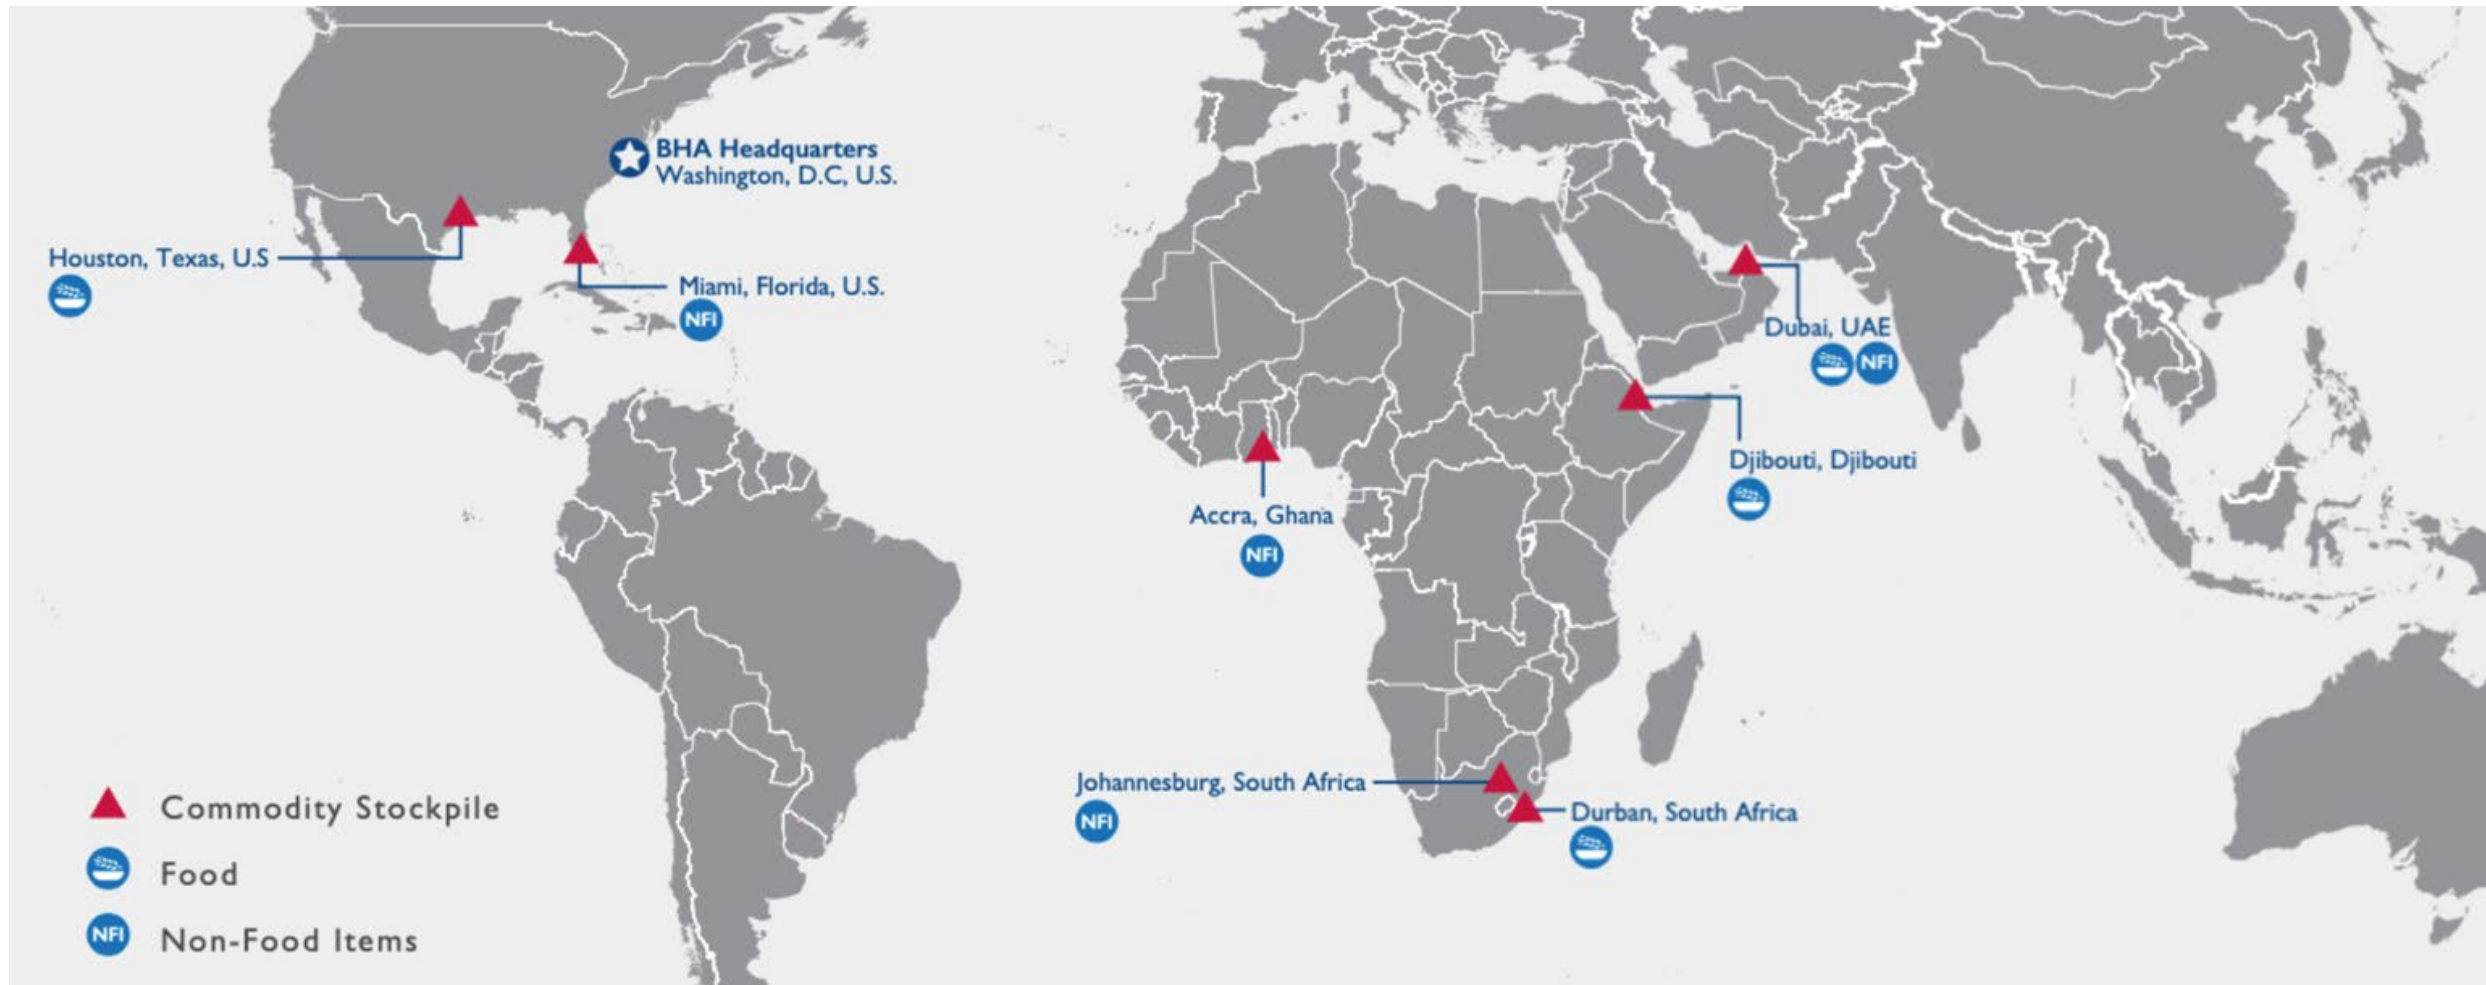 BHA Headquarters
Washington, D.C, U.S.
Houston, Texas, U.S
Miami, Florida, U.S.
NFI
Dubai, UAE
NFI
Djibouti, Djibouti
Accra, Ghana
NFI
Johannesburg, South Africa
NFI
Durban, South Africa
Commodity Stockpile
Food
NFI
Non-Food Items